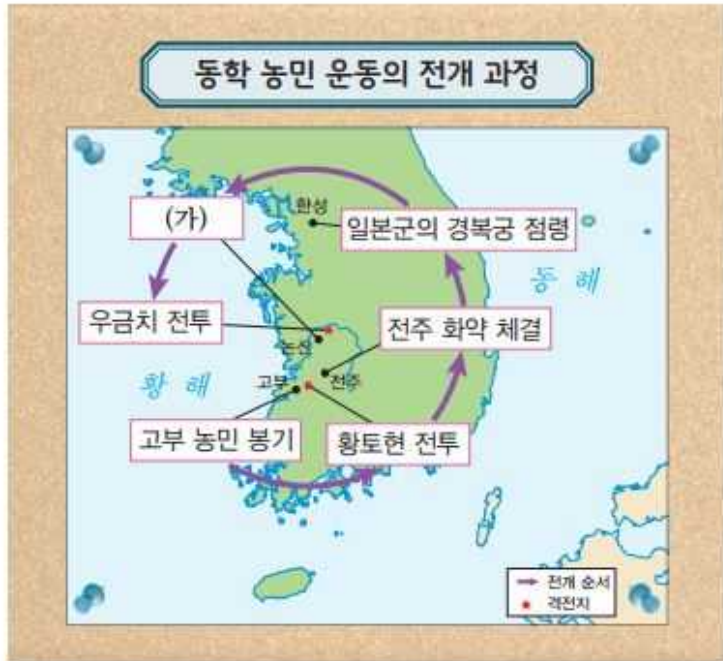 동학 농민 운동의 전개 과정
한성
(가)
일본군의 경복궁 점령
동해
우금치 전투
논산
전주 화약 체결
황해
고부
전주
고부 농민 봉기
황토현 전투
전개 순서
격전지